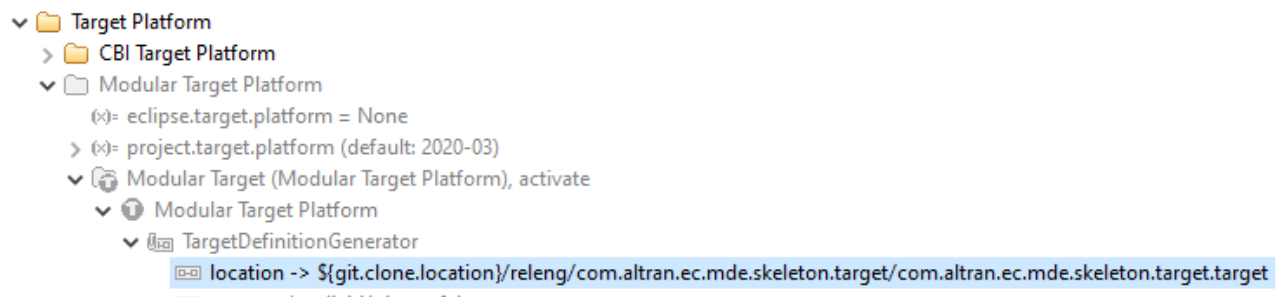 Target Platform
CBI Target Platform
Modular Target Platform
(x)= eclipse.target.platform = None
(x)= project.target.platform (default: 2020-03)
Modular Target (Modular Target Platform), activate
Modular Target Platform
TargetDefinitionGenerator
location -> ${git.clone.location}/releng/com.altran.ec.mde.skeleton.target/com.altran.ec.mde.skeleton.target.target